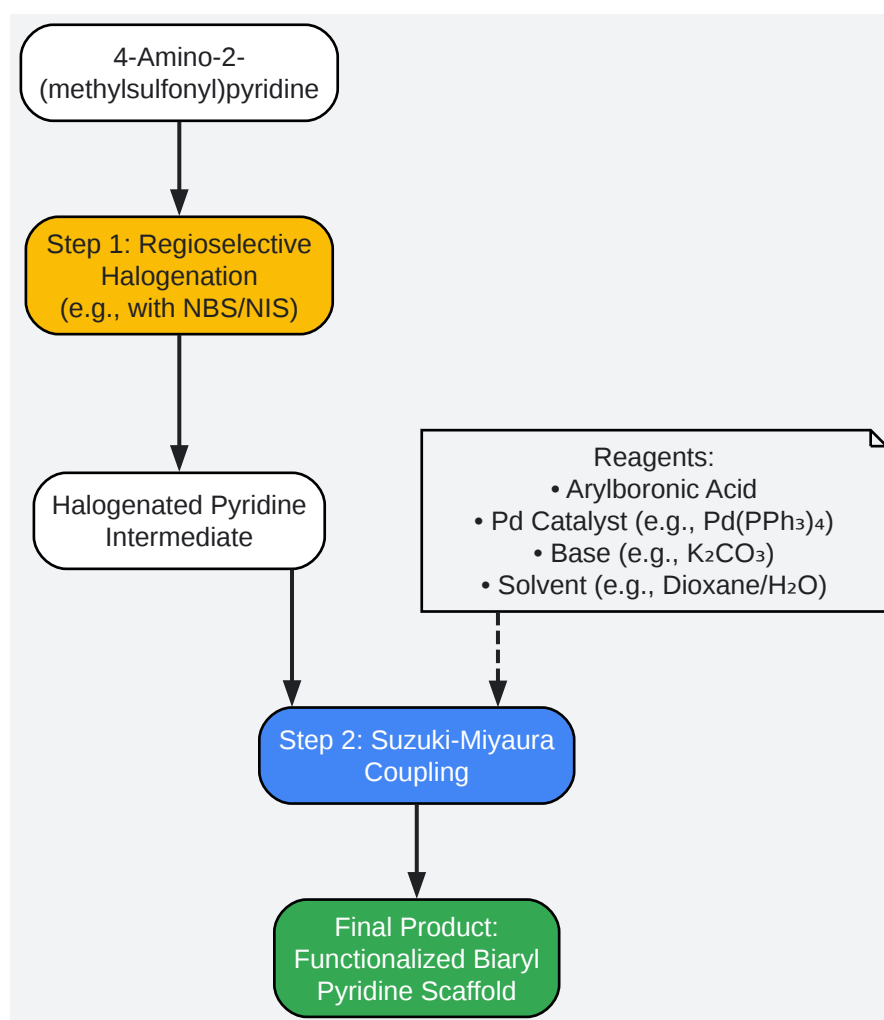 4-Amino-2-
(methylsulfonyl)pyridine
Step 1: Regioselective
Halogenation
(e.g., with NBS/NIS)
Halogenated Pyridine
Intermediate
Reagents:
• Arylboronic Acid
• Pd Catalyst (e.g., Pd(PPh₃)₄)
• Base (e.g., K₂CO₃)
• Solvent (e.g., Dioxane/H₂O)
Step 2: Suzuki-Miyaura
Coupling
Final Product:
Functionalized Biaryl
Pyridine Scaffold